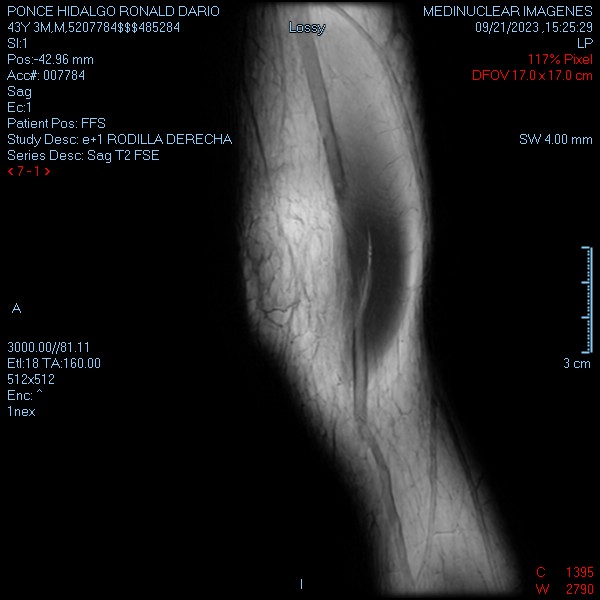 PONCE HIDALGO RONALD DARIO
43Y 3M,M,5207784$$$485284
Sl:1
Pos:-42.96 mm
Acc#: 007784
Sag
Ec:1
Patient Pos: FFS
Study Desc: e+1 RODILLA DERECHA
Series Desc: Sag T2 FSE
< 7 - 1 >
Lossy
MEDINUCLEAR IMAGENES
09/21/2023 ,15:25:29
LP
117% Pixel
DFOV 17.0 x 17.0 cm
SW 4.00 mm
A
3000.00//81.11
Etl:18 TA:160.00
512x512
Enc: ^
1nex
3 cm
I
C 1395
W 2790